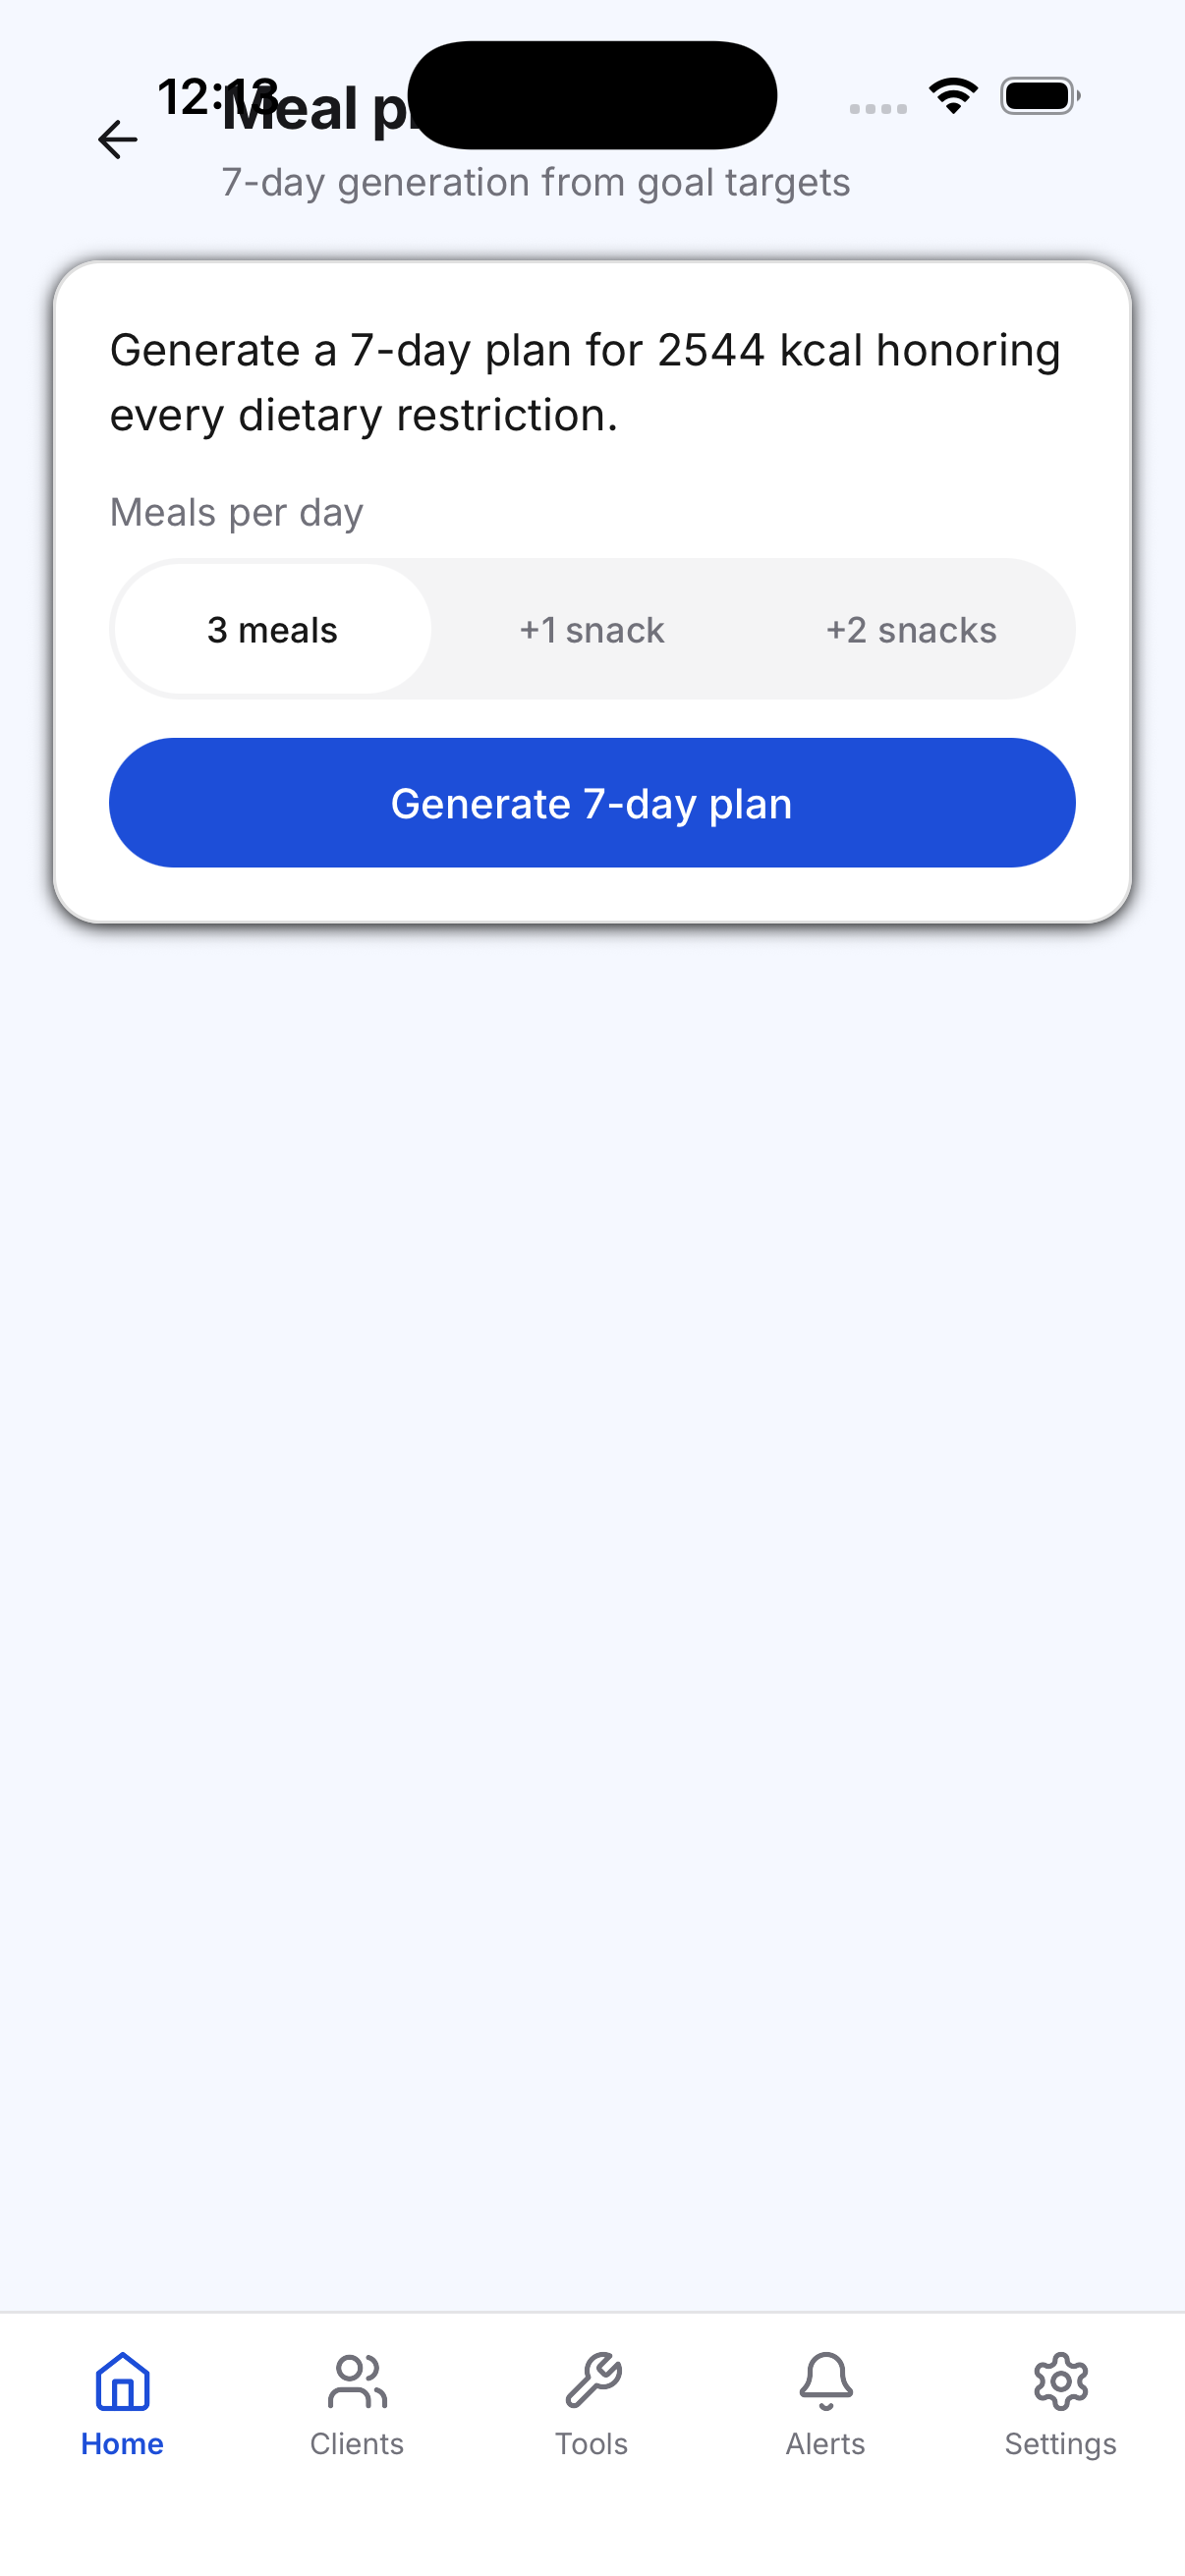 12:13
Meal
7-day generation from goal targets
Generate a 7-day plan for 2544 kcal honoring
every dietary restriction.
Meals per day
3 meals
+1 snack
+2 snacks
Generate 7-day plan
Home
Clients
Tools
Alerts
Settings